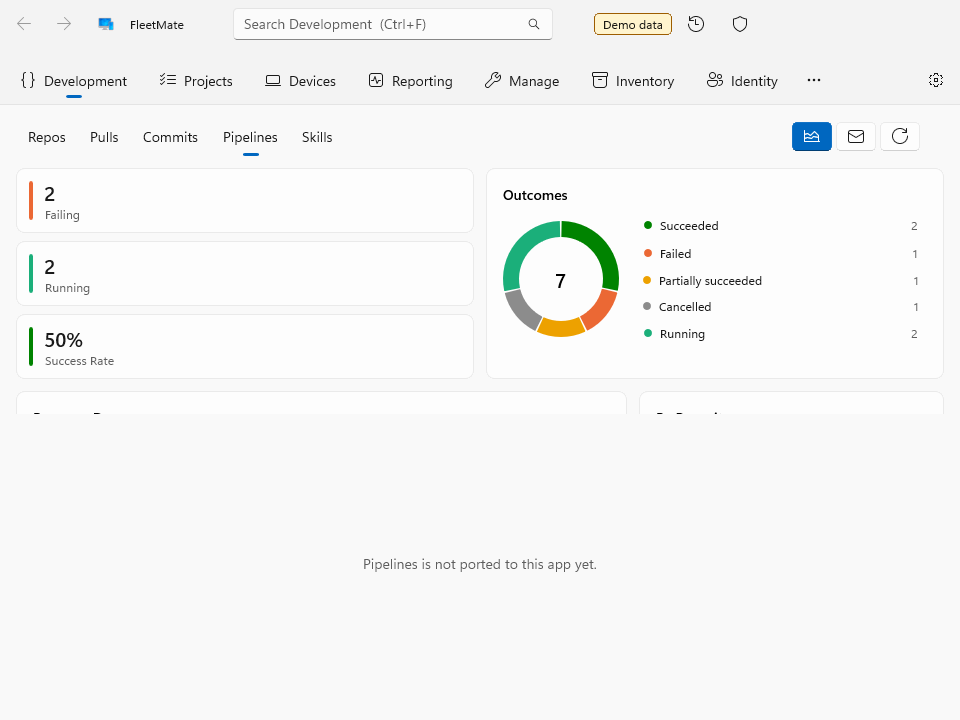 FleetMate
Search Development (Ctrl+F)
Demo data
Development
Projects
Devices
Reporting
Manage
Inventory
Identity
Repos
Pulls
Commits
Pipelines
Skills
2
Failing
2
Running
50%
Success Rate
Outcomes
7
Succeeded 2
Failed 1
Partially succeeded 1
Cancelled 1
Running 2
Pipelines is not ported to this app yet.